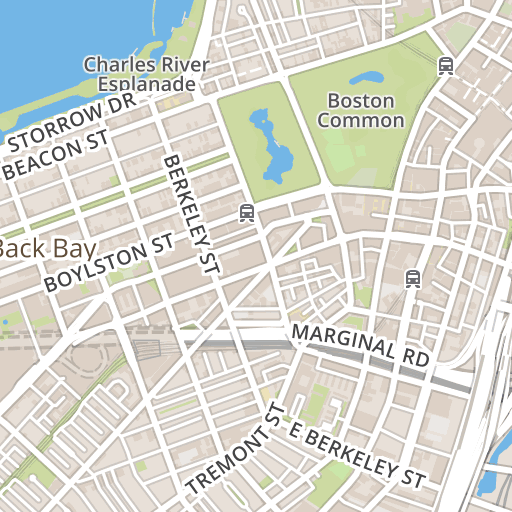 Charles River
Esplanade
Boston
Common
STORROW DR
BEACON ST
BERKELEY ST
Back Bay
BOYLSTON ST
MARGINAL RD
TREMONT ST
E BERKELEY ST